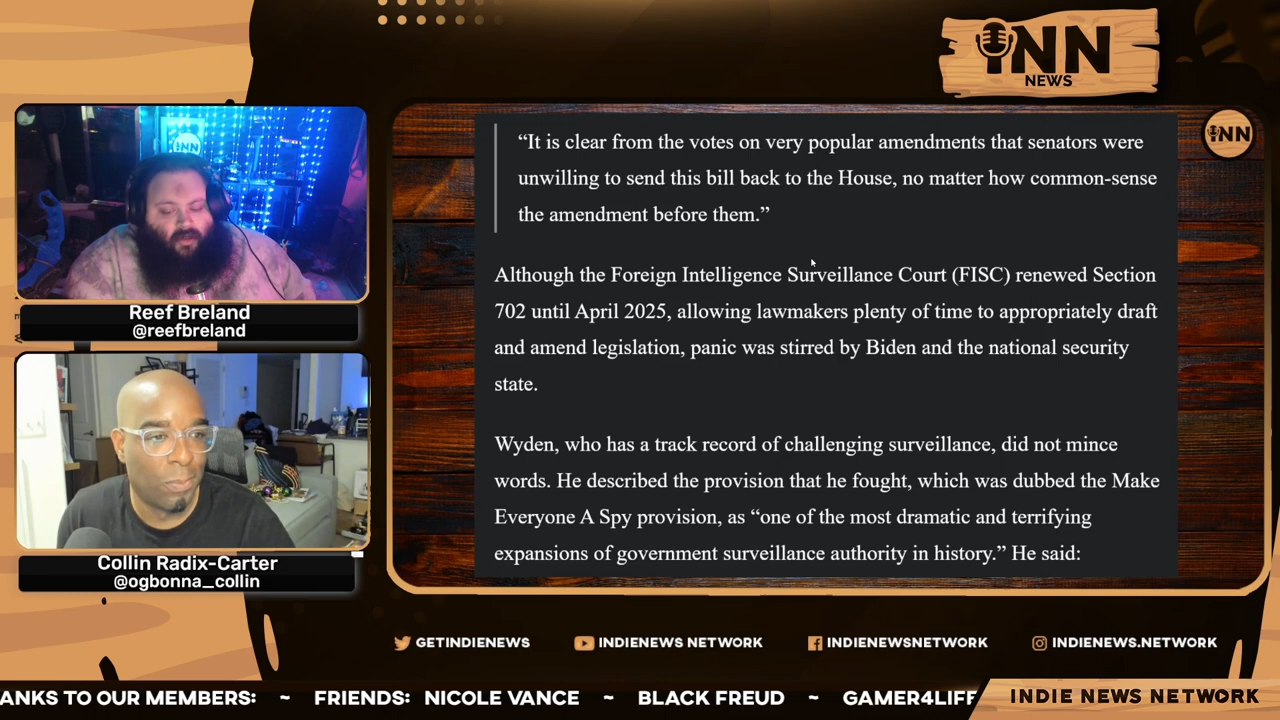 INN
NEWS
INN
“It is clear from the votes on very popular amendments that senators were
unwilling to send this bill back to the House, no matter how common-sense
the amendment before them.”
Although the Foreign Intelligence Surveillance Court (FISC) renewed Section
702 until April 2025, allowing lawmakers plenty of time to appropriately draft
and amend legislation, panic was stirred by Biden and the national security
state.
Wyden, who has a track record of challenging surveillance, did not mince
words. He described the provision that he fought, which was dubbed the Make
Everyone A Spy provision, as “one of the most dramatic and terrifying
expansions of government surveillance authority in history.” He said:
INN
Reef Breland
@reefbreland
Collin Radix-Carter
@ogbonna_collin
GETINDIENEWS
INDIENEWS NETWORK
INDIENEWSNETWORK
INDIENEWS.NETWORK
ANKS TO OUR MEMBERS: ~ FRIENDS: NICOLE VANCE ~ BLACK FREUD ~ GAMER4LIFE
INDIE NEWS NETWORK